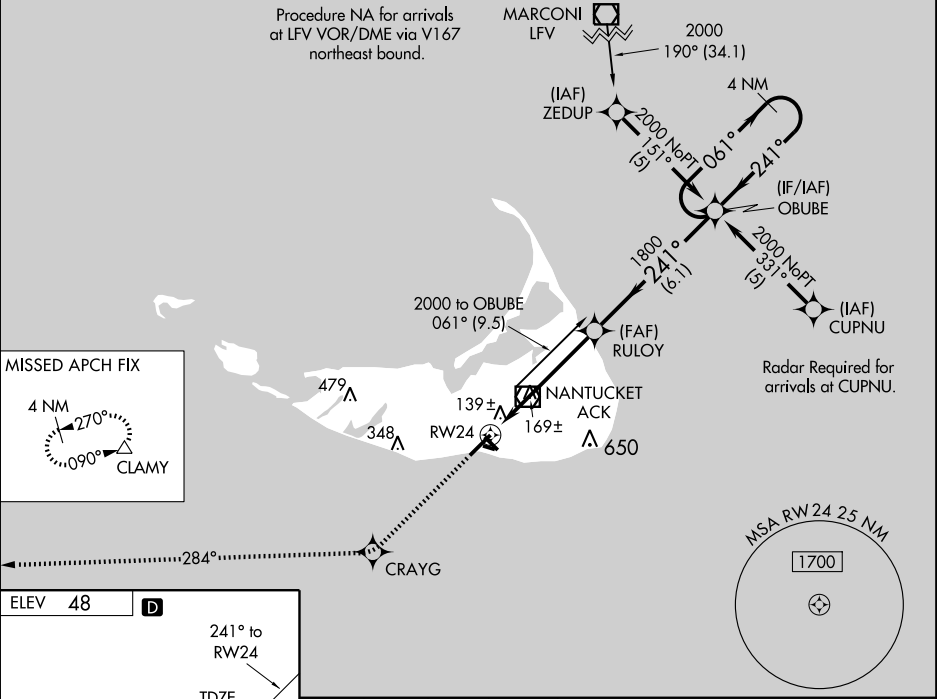 Procedure NA for arrivals
at LFV VOR/DME via V167
northeast bound.
MARCONI
LFV
2000
190° (34.1)
(IAF)
ZEDUP
4 NM
2000 NoPT
151°
(5)
061°
241°
(IF/IAF)
OBUBE
1800
241°
(6.1)
2000 NoPT
331°
(5)
(IAF)
CUPNU
Radar Required for
arrivals at CUPNU.
2000 to OBUBE
061° (9.5)
(FAF)
RULOY
MISSED APCH FIX
4 NM
270°
090°
CLAMY
479
348
139±
NANTUCKET
ACK
169±
RW24
650
284°
CRAYG
MSA RW24 25 NM
1700
ELEV 48
D
241° to
RW24
TDZE